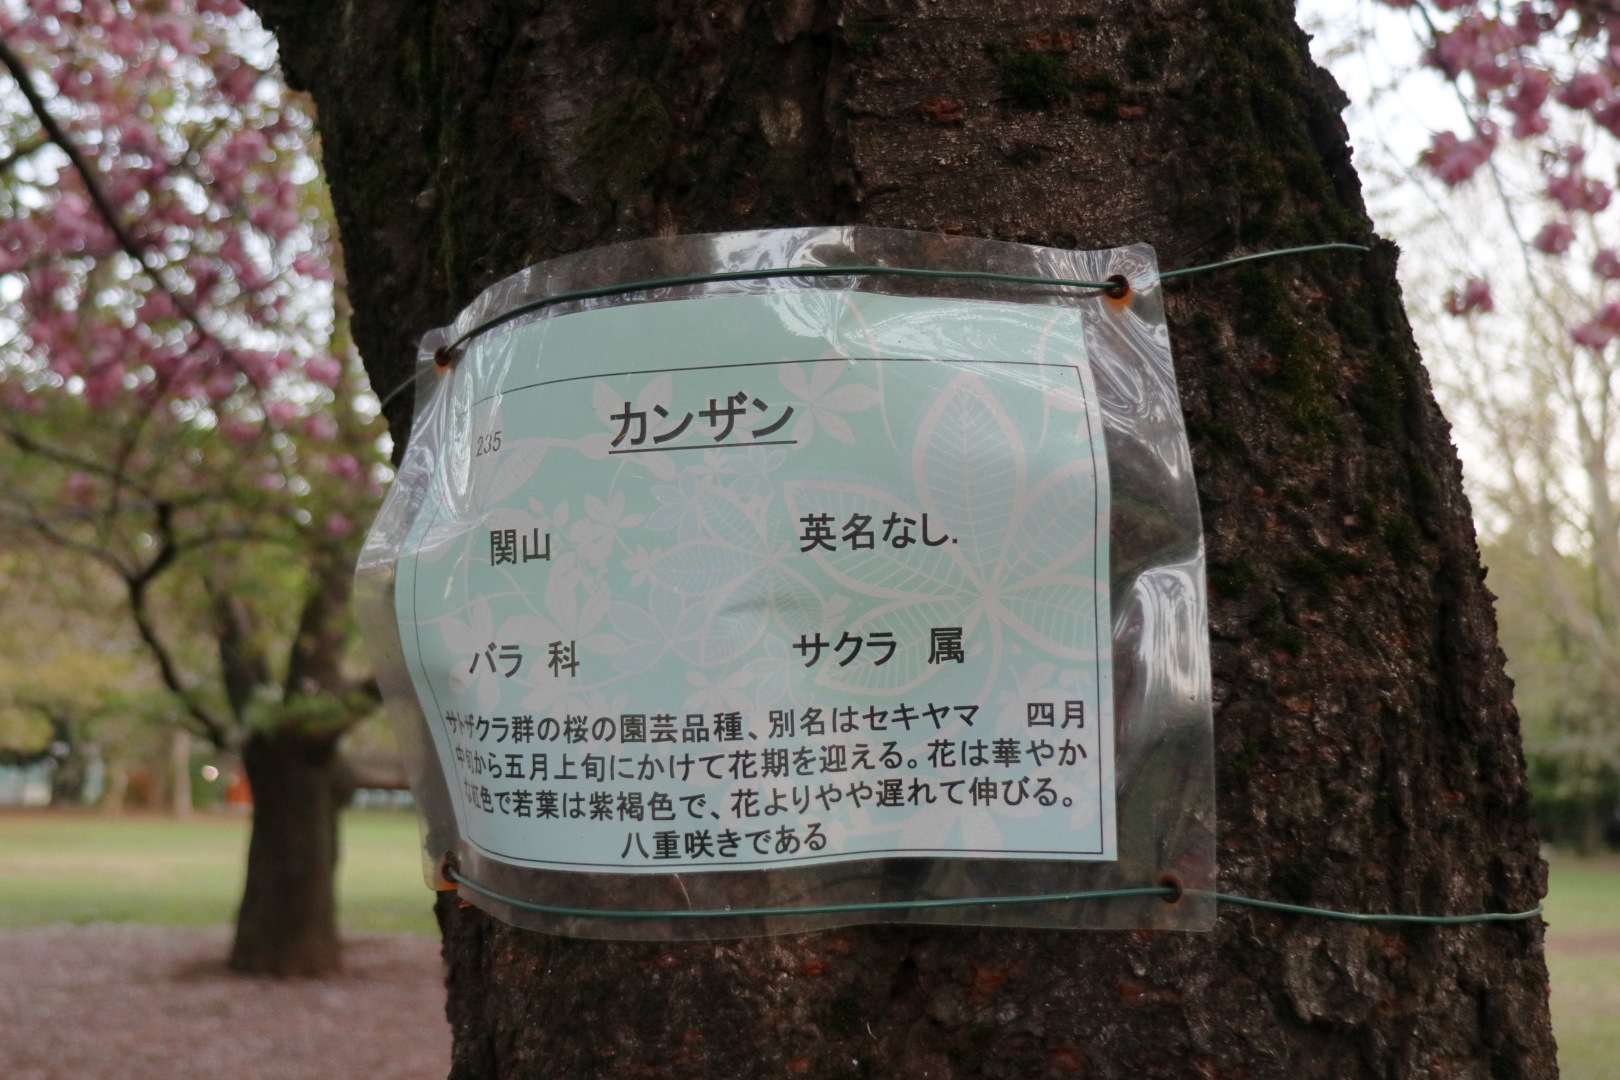 カンザン
235
関山 英名なし.
バラ 科 サクラ 属
サトザクラ群の桜の園芸品種、別名はセキヤマ 四月
中旬から五月上旬にかけて花期を迎える。花は華やか
な紅色で若葉は紫褐色で、花よりやや遅れて伸びる。
八重咲きである